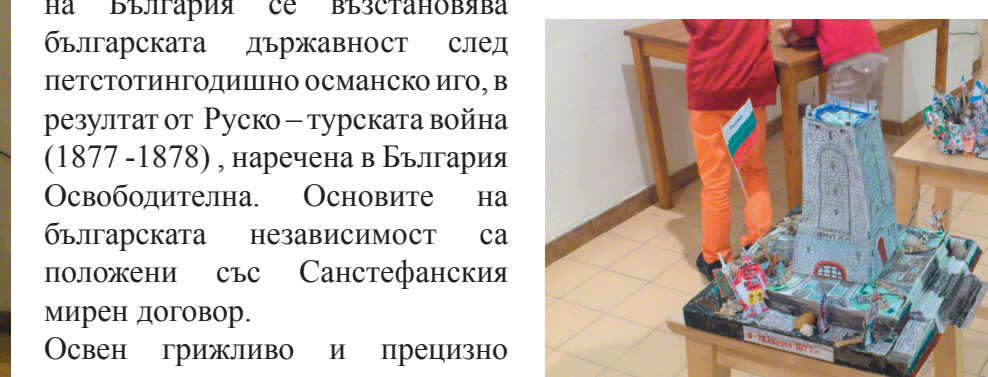 на България се възстановява
българската държавност след
петстотингодишно османско иго, в
резултат от Руско – турската война
(1877 -1878) , наречена в България
Освободителна. Основите на
българската независимост са
положени със Санстефанския
мирен договор.
Освен грижливо и прецизно